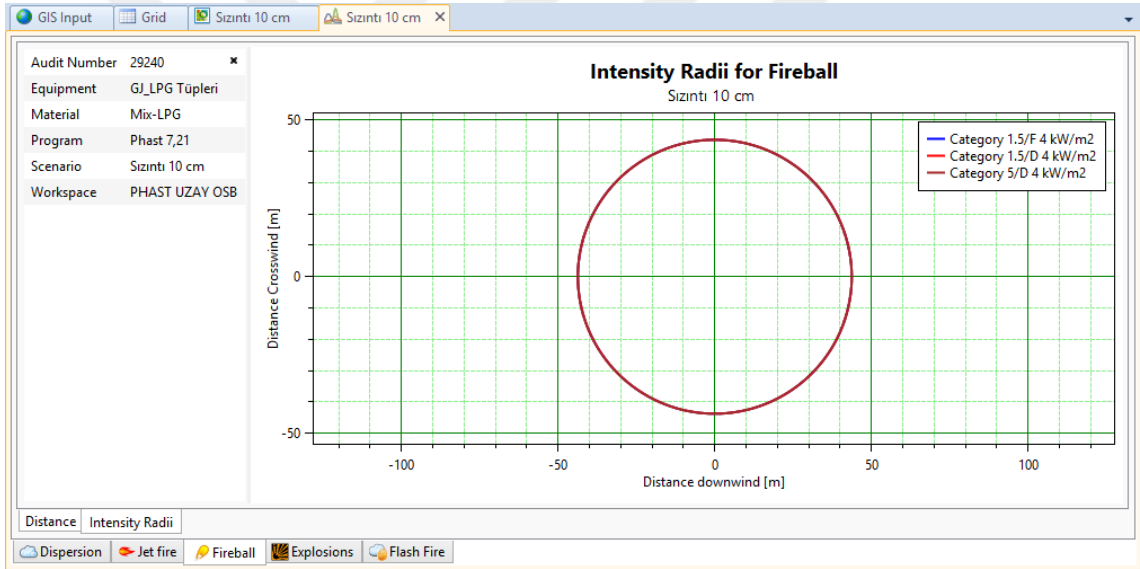 GIS Input Grid Sızıntı 10 cm Sızıntı 10 cm
Audit Number 29240
Equipment GJ_LPG Tüpleri
Material Mix-LPG
Program Phast 7,21
Scenario Sızıntı 10 cm
Workspace PHAST UZAY OSB
Intensity Radii for Fireball
Sızıntı 10 cm
Category 1.5/F 4 kW/m2
Category 1.5/D 4 kW/m2
Category 5/D 4 kW/m2
Distance Crosswind [m]
50
0
-50
-100 -50 0 50 100
Distance downwind [m]
Distance Intensity Radii
Dispersion Jet fire Fireball Explosions Flash Fire